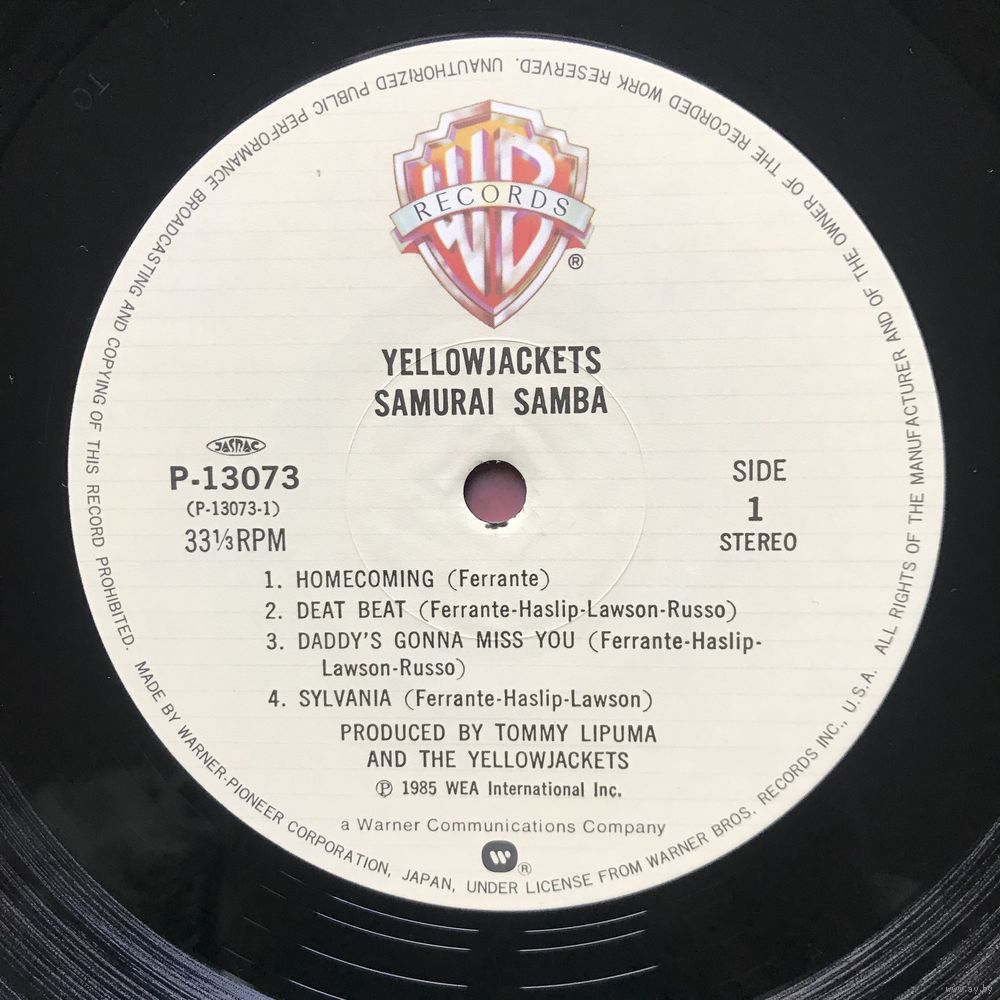 WB
RECORDS
®
YELLOWJACKETS
SAMURAI SAMBA
JASRAC
P-13073
(P-13073-1)
33⅓RPM
SIDE
1
STEREO
1. HOMECOMING (Ferrante)
2. DEAT BEAT (Ferrante-Haslip-Lawson-Russo)
3. DADDY'S GONNA MISS YOU (Ferrante-Haslip-
Lawson-Russo)
4. SYLVANIA (Ferrante-Haslip-Lawson)
PRODUCED BY TOMMY LIPUMA
AND THE YELLOWJACKETS
℗ 1985 WEA International Inc.
a Warner Communications Company
®
MADE BY WARNER-PIONEER CORPORATION, JAPAN, UNDER LICENSE FROM WARNER BROS. RECORDS INC., U.S.A. ALL RIGHTS OF THE MANUFACTURER AND OF THE OWNER OF THE RECORDED WORK RESERVED. UNAUTHORIZED PUBLIC PERFORMANCE BROADCASTING AND COPYING OF THIS RECORD PROHIBITED.
www.ay.by